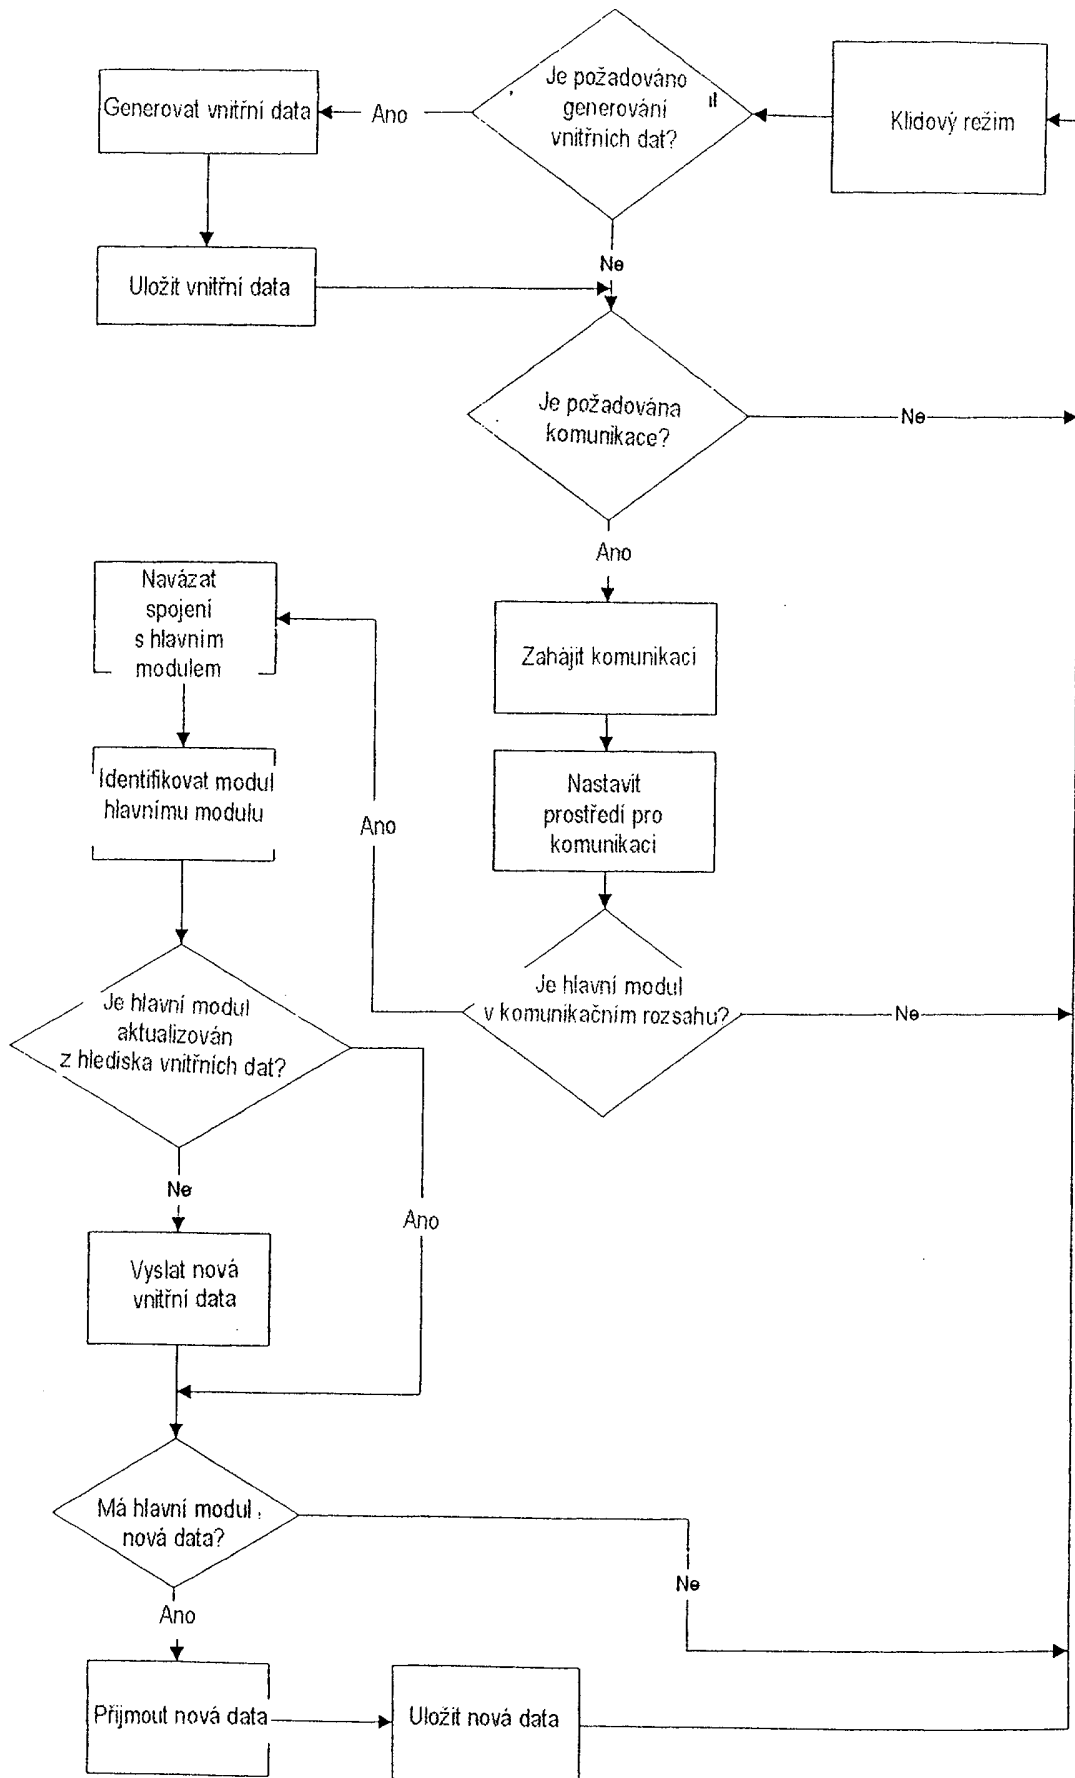 Je požadováno
generování
vnitřních dat?
Ano
Generovat vnitřní data
Klidový režim
Ne
Uložit vnitřní data
Je požadována
komunikace?
Ne
Ano
Navázat
spojení
s hlavním
modulem
Zahájit komunikaci
Identifikovat modul
hlavnímu modulu
Nastavit
prostředí pro
komunikaci
Ano
Je hlavní modul
v komunikačním rozsahu?
Ne
Je hlavní modul
aktualizován
z hlediska vnitřních dat?
Ne
Ano
Vyslat nová
vnitřní data
Má hlavní modul
nová data?
Ne
Ano
Přijmout nová data
Uložit nová data